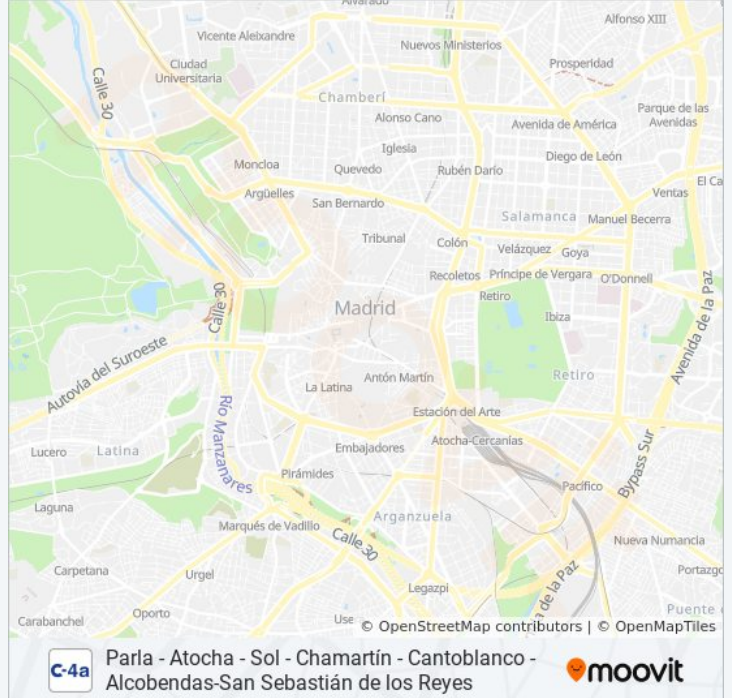 Alvarado
Alfonso XIII
Vicente Aleixandre
Nuevos Ministerios
Ciudad
Universitaria
Prosperidad
Calle 30
Chamberí
Parque de las
Avenidas
Alonso Cano
Avenida de América
Iglesia
Diego de León
Moncloa
Quevedo
Rubén Darío
El Ca
Argüelles
Ventas
San Bernardo
Salamanca
Manuel Becerra
Tribunal
Colón
Velázquez
Goya
Recoletos
Príncipe de Vergara
O'Donnell
Retiro
Calle 30
Madrid
Ibiza
Avenida de la Paz
Autovía del Suroeste
Antón Martín
Retiro
La Latina
Estación del Arte
Río Manzanares
Atocha-Cercanías
Lucero
Latina
Embajadores
Bypass Sur
Pirámides
Pacífico
Laguna
Arganzuela
Marqués de Vadillo
Calle 30
Nueva Numancia
Carpetana
Urgel
Portazgo
a de la Paz
Legazpi
Oporto
Puente
Carabanchel
Use
© OpenStreetMap contributors | © OpenMapTiles
C-4a
Parla - Atocha - Sol - Chamartín - Cantoblanco -
Alcobendas-San Sebastián de los Reyes
moovit